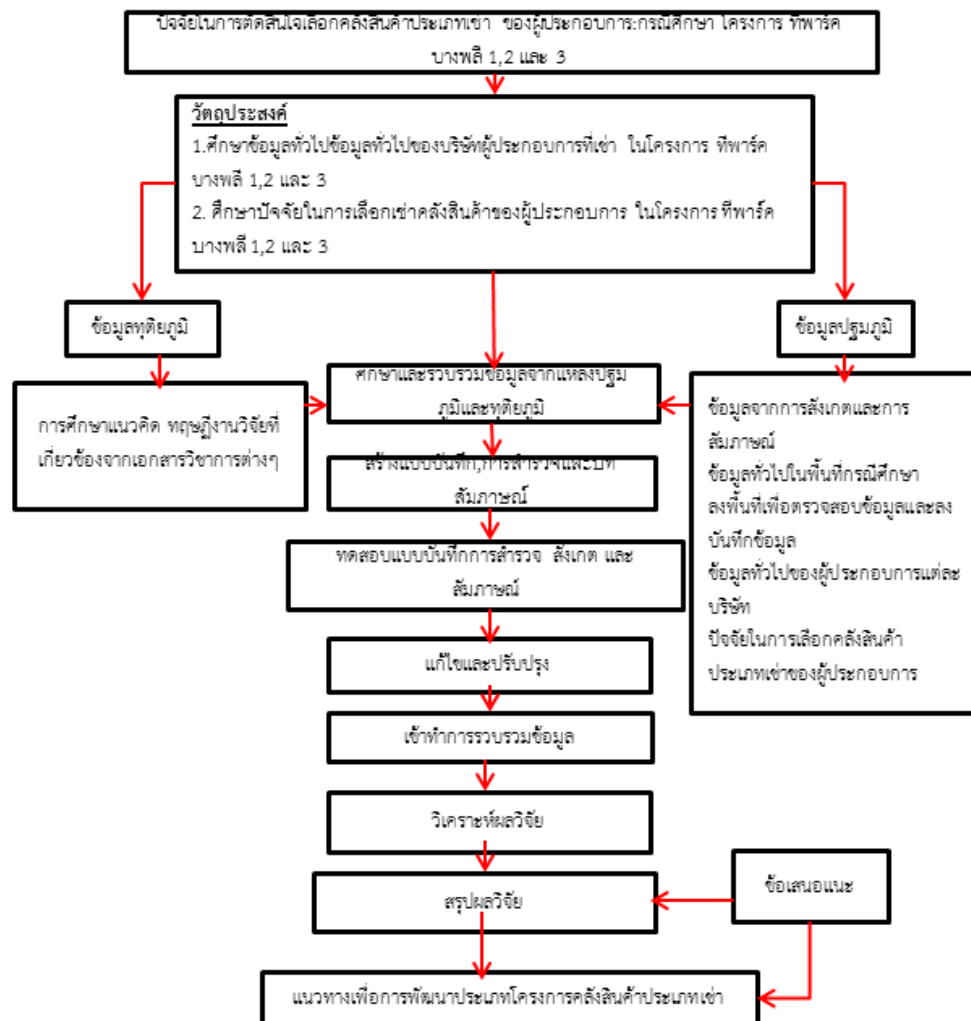 ปัจจัยในการตัดสินใจเลือกคลังสินค้าประเภทเช่า ของผู้ประกอบการ:กรณีศึกษา โครงการ ทีพาร์ค
บางพลี 1,2 และ 3
วัตถุประสงค์
1.ศึกษาข้อมูลทั่วไปข้อมูลทั่วไปของบริษัทผู้ประกอบการที่เช่า ในโครงการ ทีพาร์ค
บางพลี 1,2 และ 3
2. ศึกษาปัจจัยในการเลือกเช่าคลังสินค้าของผู้ประกอบการ ในโครงการ ทีพาร์ค
บางพลี 1,2 และ 3
ข้อมูลทุติยภูมิ
ข้อมูลปฐมภูมิ
การศึกษาแนวคิด ทฤษฎีงานวิจัยที่
เกี่ยวข้องจากเอกสารวิชาการต่างๆ
ศึกษาและรวบรวมข้อมูลจากแหล่งปฐม
ภูมิและทุติยภูมิ
ข้อมูลจากการสังเกตและการ
สัมภาษณ์
ข้อมูลทั่วไปในพื้นที่กรณีศึกษา
ลงพื้นที่เพื่อตรวจสอบข้อมูลและลง
บันทึกข้อมูล
ข้อมูลทั่วไปของผู้ประกอบการแต่ละ
บริษัท
ปัจจัยในการเลือกคลังสินค้า
ประเภทเช่าของผู้ประกอบการ
สร้างแบบบันทึก,การสำรวจและบท
สัมภาษณ์
ทดสอบแบบบันทึกการสำรวจ สังเกต และ
สัมภาษณ์
แก้ไขและปรับปรุง
เข้าทำการรวบรวมข้อมูล
วิเคราะห์ผลวิจัย
สรุปผลวิจัย
ข้อเสนอแนะ
แนวทางเพื่อการพัฒนาประเภทโครงการคลังสินค้าประเภทเช่า